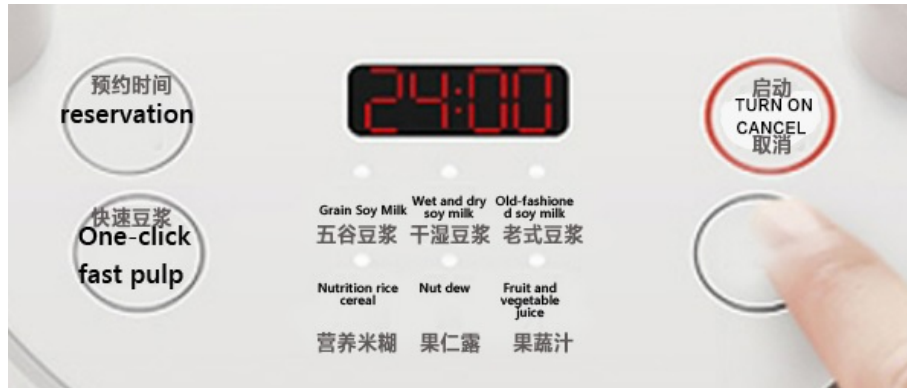 预约时间
reservation
快速豆浆
One-click
fast pulp
24:00
Grain Soy Milk
五谷豆浆
Wet and dry
soy milk
干湿豆浆
Old-fashione
d soy milk
老式豆浆
Nutrition rice
cereal
营养米糊
Nut dew
果仁露
Fruit and
vegetable
juice
果蔬汁
启动
TURN ON
CANCEL
取消